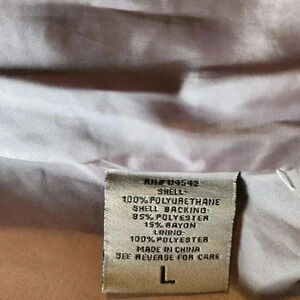 RN# 114542
SHELL:
100% POLYURETHANE
SHELL BACKING:
85% POLYESTER
15% RAYON
LINING:
100% POLYESTER
MADE IN CHINA
SEE REVERSE FOR CARE
L